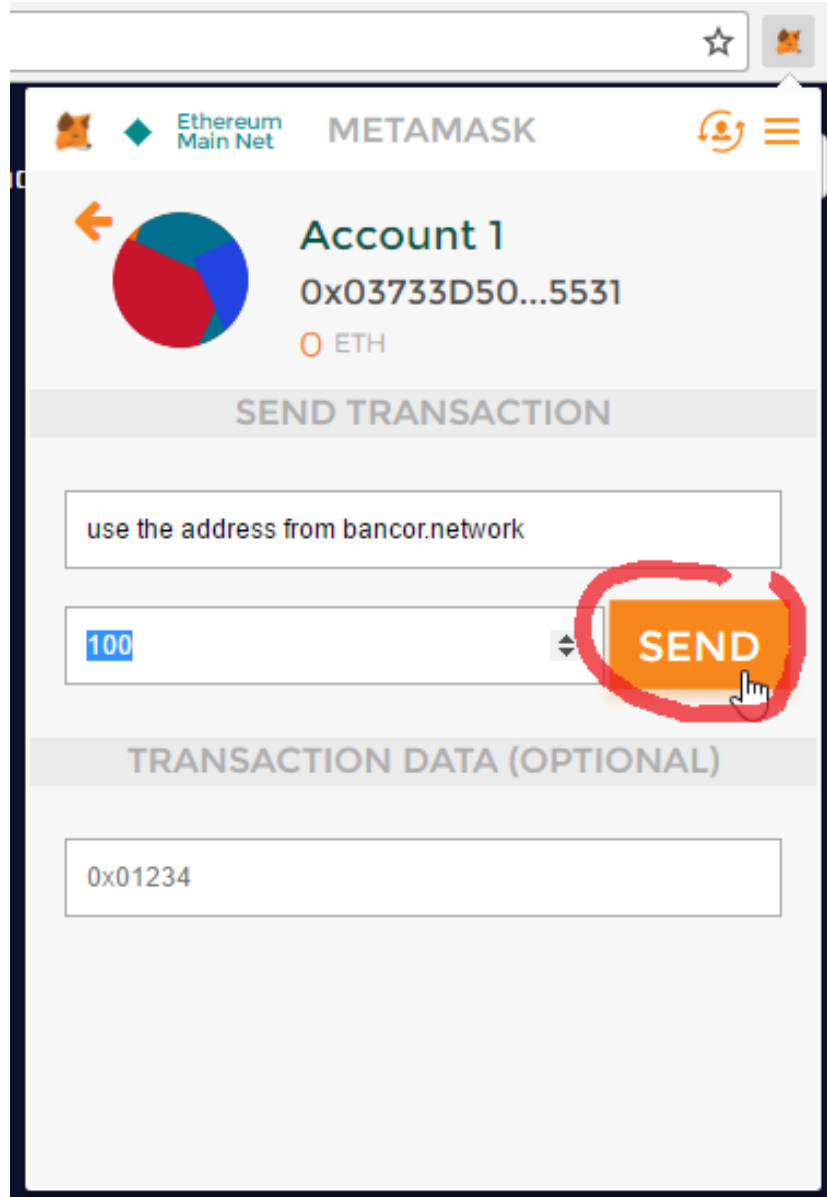 Ethereum
Main Net
METAMASK
Account 1
0x03733D50...5531
0 ETH
SEND TRANSACTION
use the address from bancor.network
100
SEND
TRANSACTION DATA (OPTIONAL)
0x01234